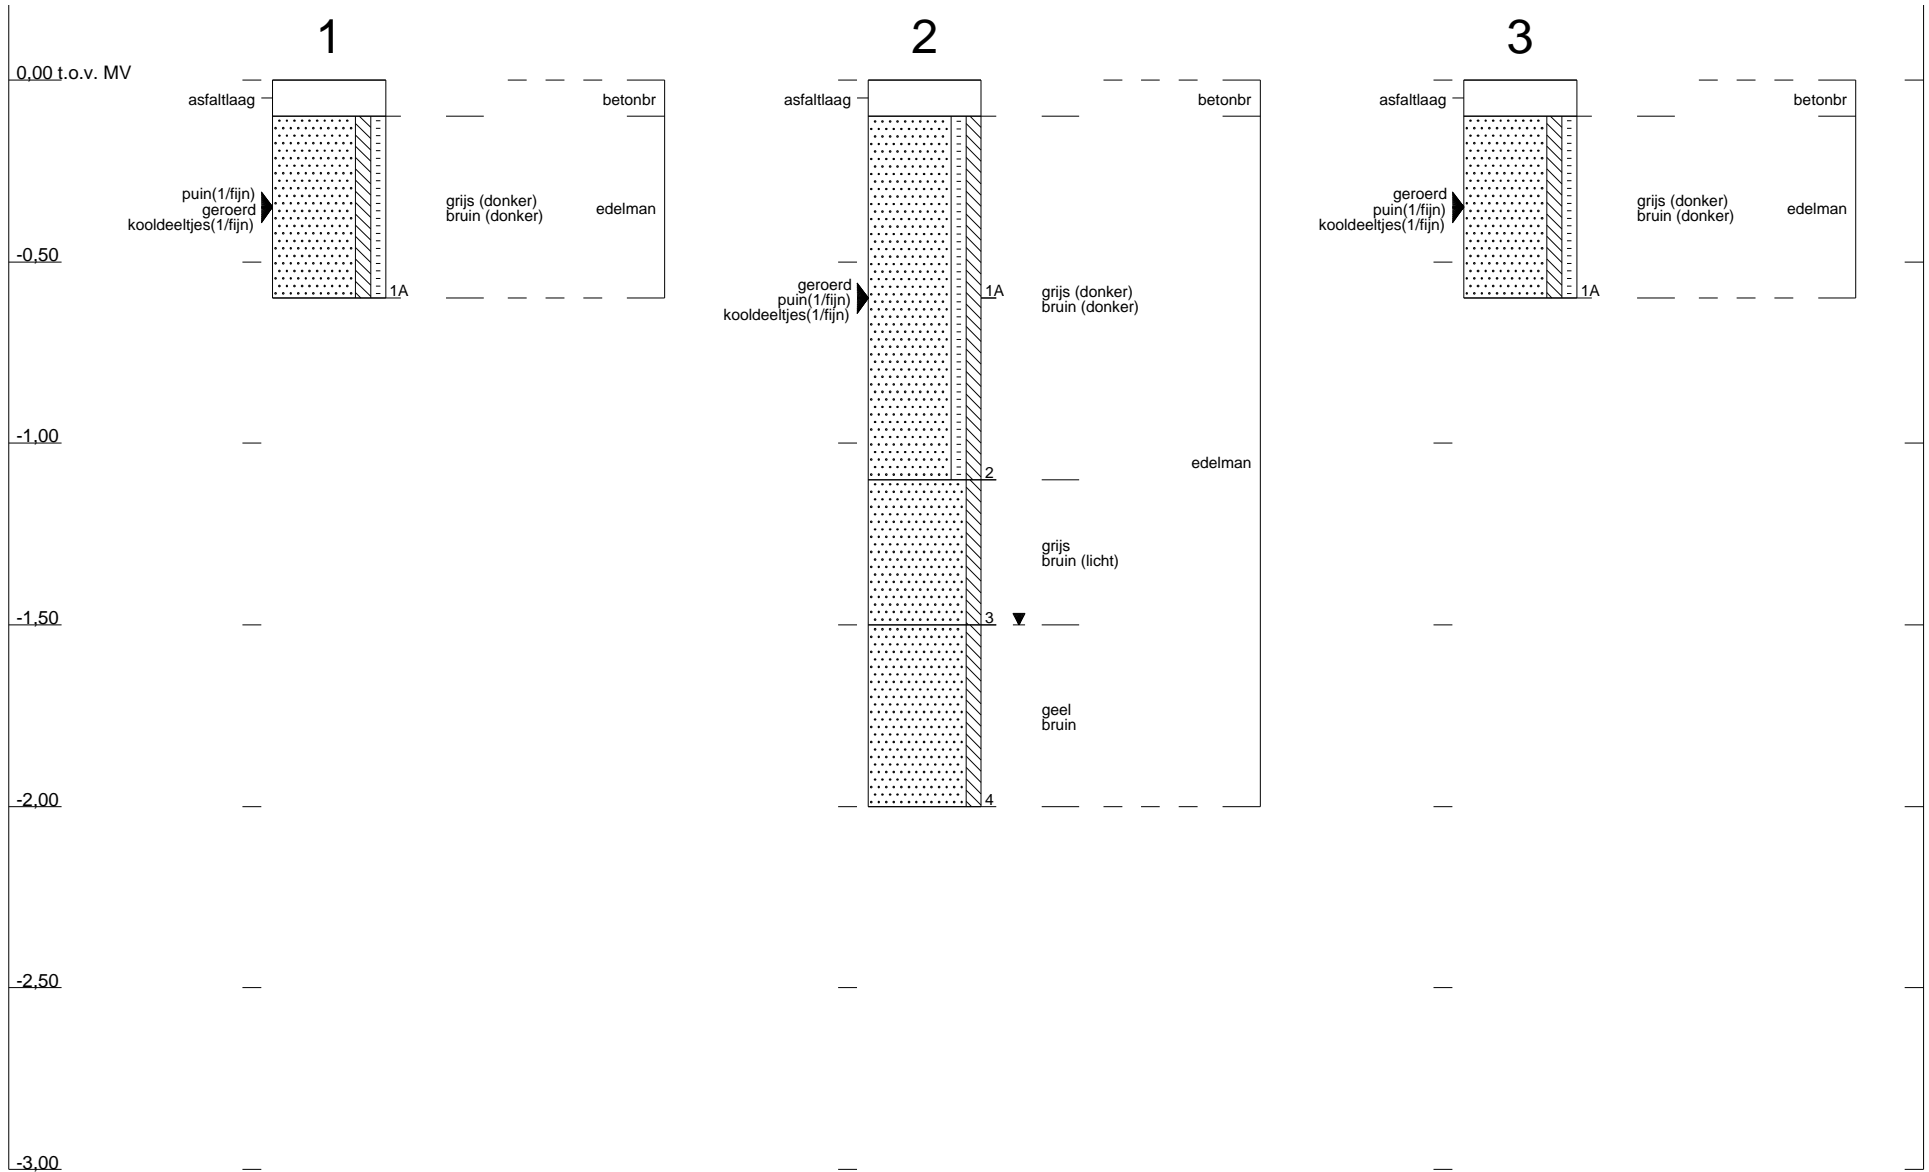 1
2
3
0,00 t.o.v. MV
asfaltlaag
betonbr
asfaltlaag
betonbr
asfaltlaag
betonbr
puin(1/fijn)
geroerd
kooldeeltjes(1/fijn)
grijs (donker)
bruin (donker)
edelman
geroerd
puin(1/fijn)
kooldeeltjes(1/fijn)
grijs (donker)
bruin (donker)
edelman
-0,50
1A
geroerd
puin(1/fijn)
kooldeeltjes(1/fijn)
1A
grijs (donker)
bruin (donker)
1A
-1,00
edelman
2
grijs
bruin (licht)
-1,50
3
geel
bruin
-2,00
4
-2,50
-3,00